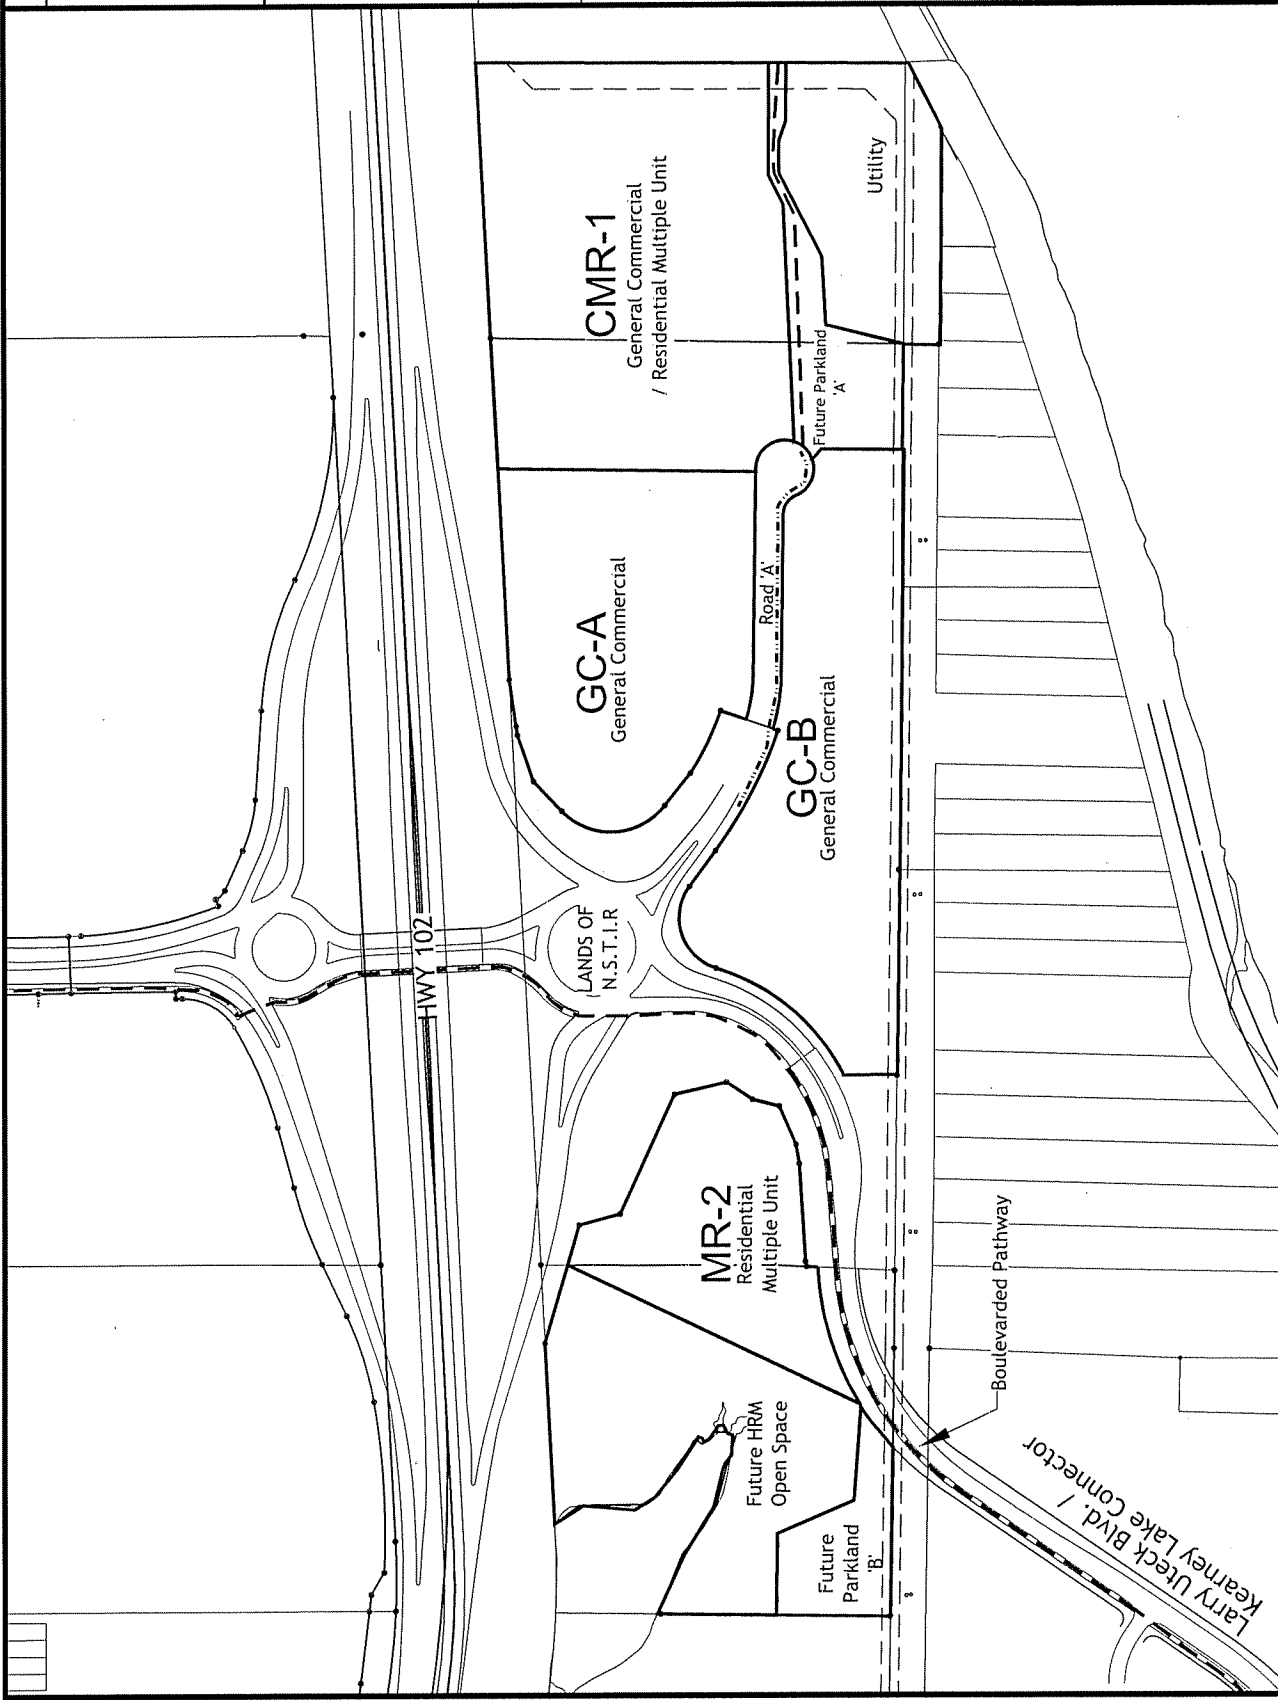 Future
Parkland
'B'
Future HRM
Open Space
MR-2
Residential
Multiple Unit
HWY 102
LANDS OF
N.S.T.I.R
GC-A
General Commercial
GC-B
General Commercial
Road 'A'
CMR-1
General Commercial
/ Residential Multiple Unit
Future Parkland
'A'
Utility
Boulevarded Pathway
Larry Uteck Blvd. /
Kearney Lake Connector